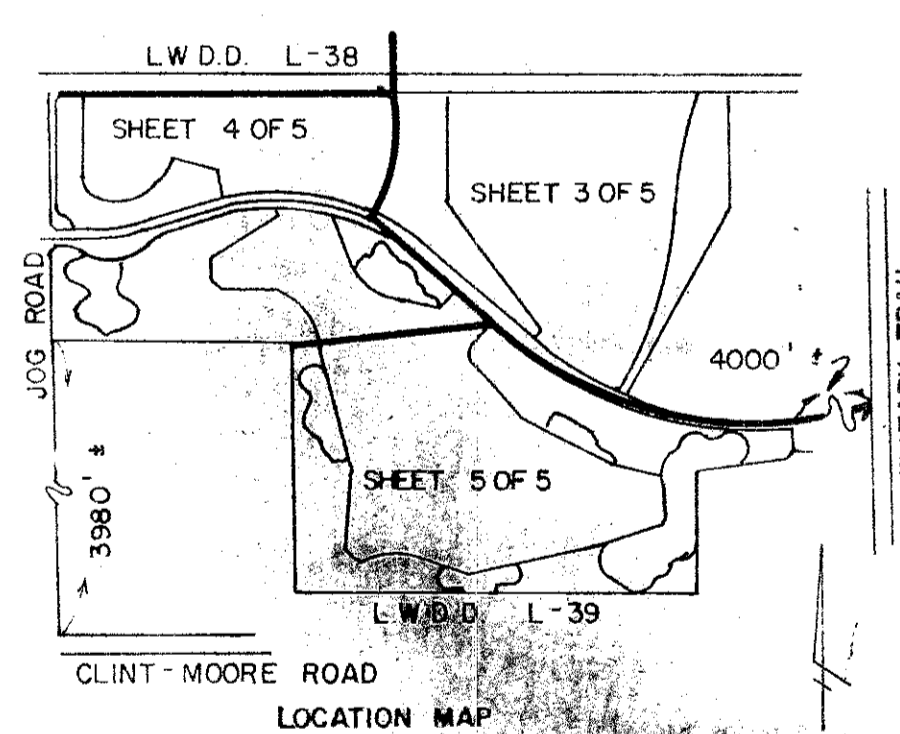 L.W.D.D. L-38
SHEET 4 OF 5
SHEET 3 OF 5
JOG ROAD
4000' ±
3980' ±
SHEET 5 OF 5
L.W.D.D. L-39
CLINT-MOORE ROAD
LOCATION MAP
TRAIL